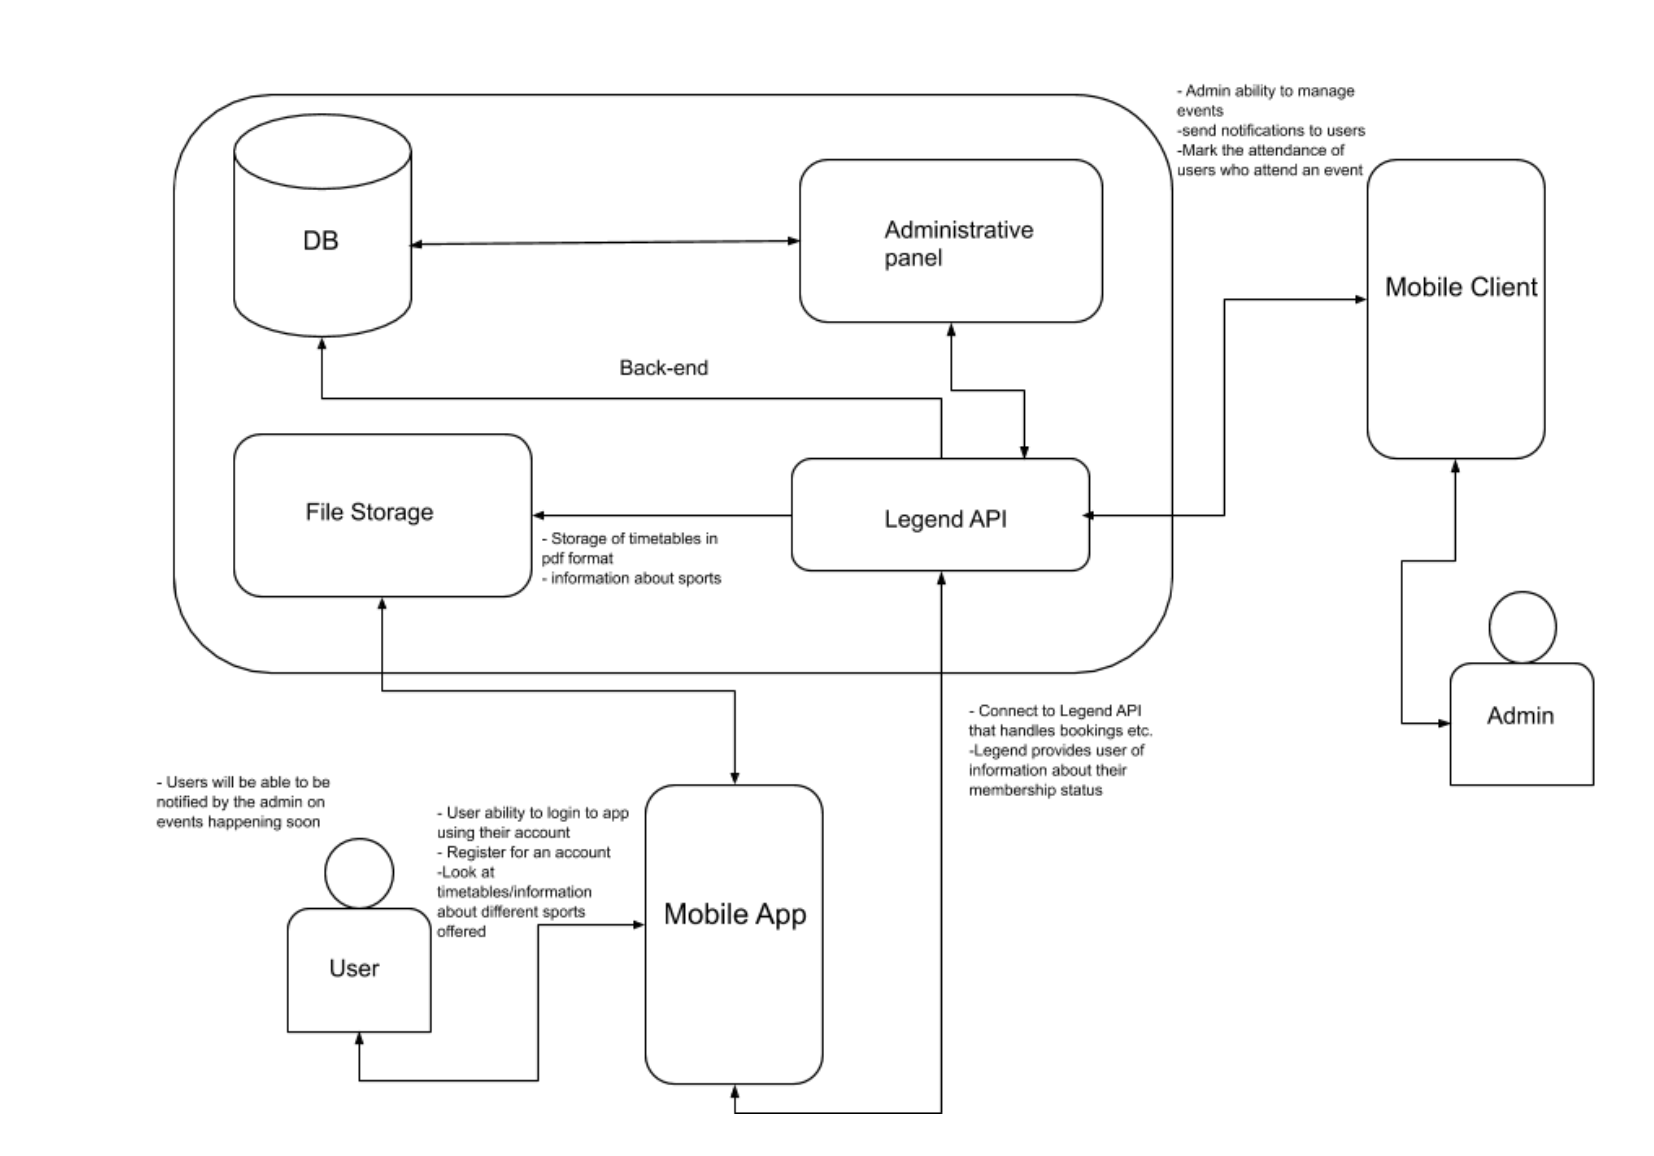 - Admin ability to manage
events
-send notifications to users
-Mark the attendance of
users who attend an event
DB
Administrative
panel
Mobile Client
Back-end
File Storage
Legend API
- Storage of timetables in
pdf format
- information about sports
Admin
- Connect to Legend API
that handles bookings etc.
-Legend provides user of
information about their
membership status
- Users will be able to be
notified by the admin on
events happening soon
- User ability to login to app
using their account
- Register for an account
-Look at
timetables/information
about different sports
offered
Mobile App
User